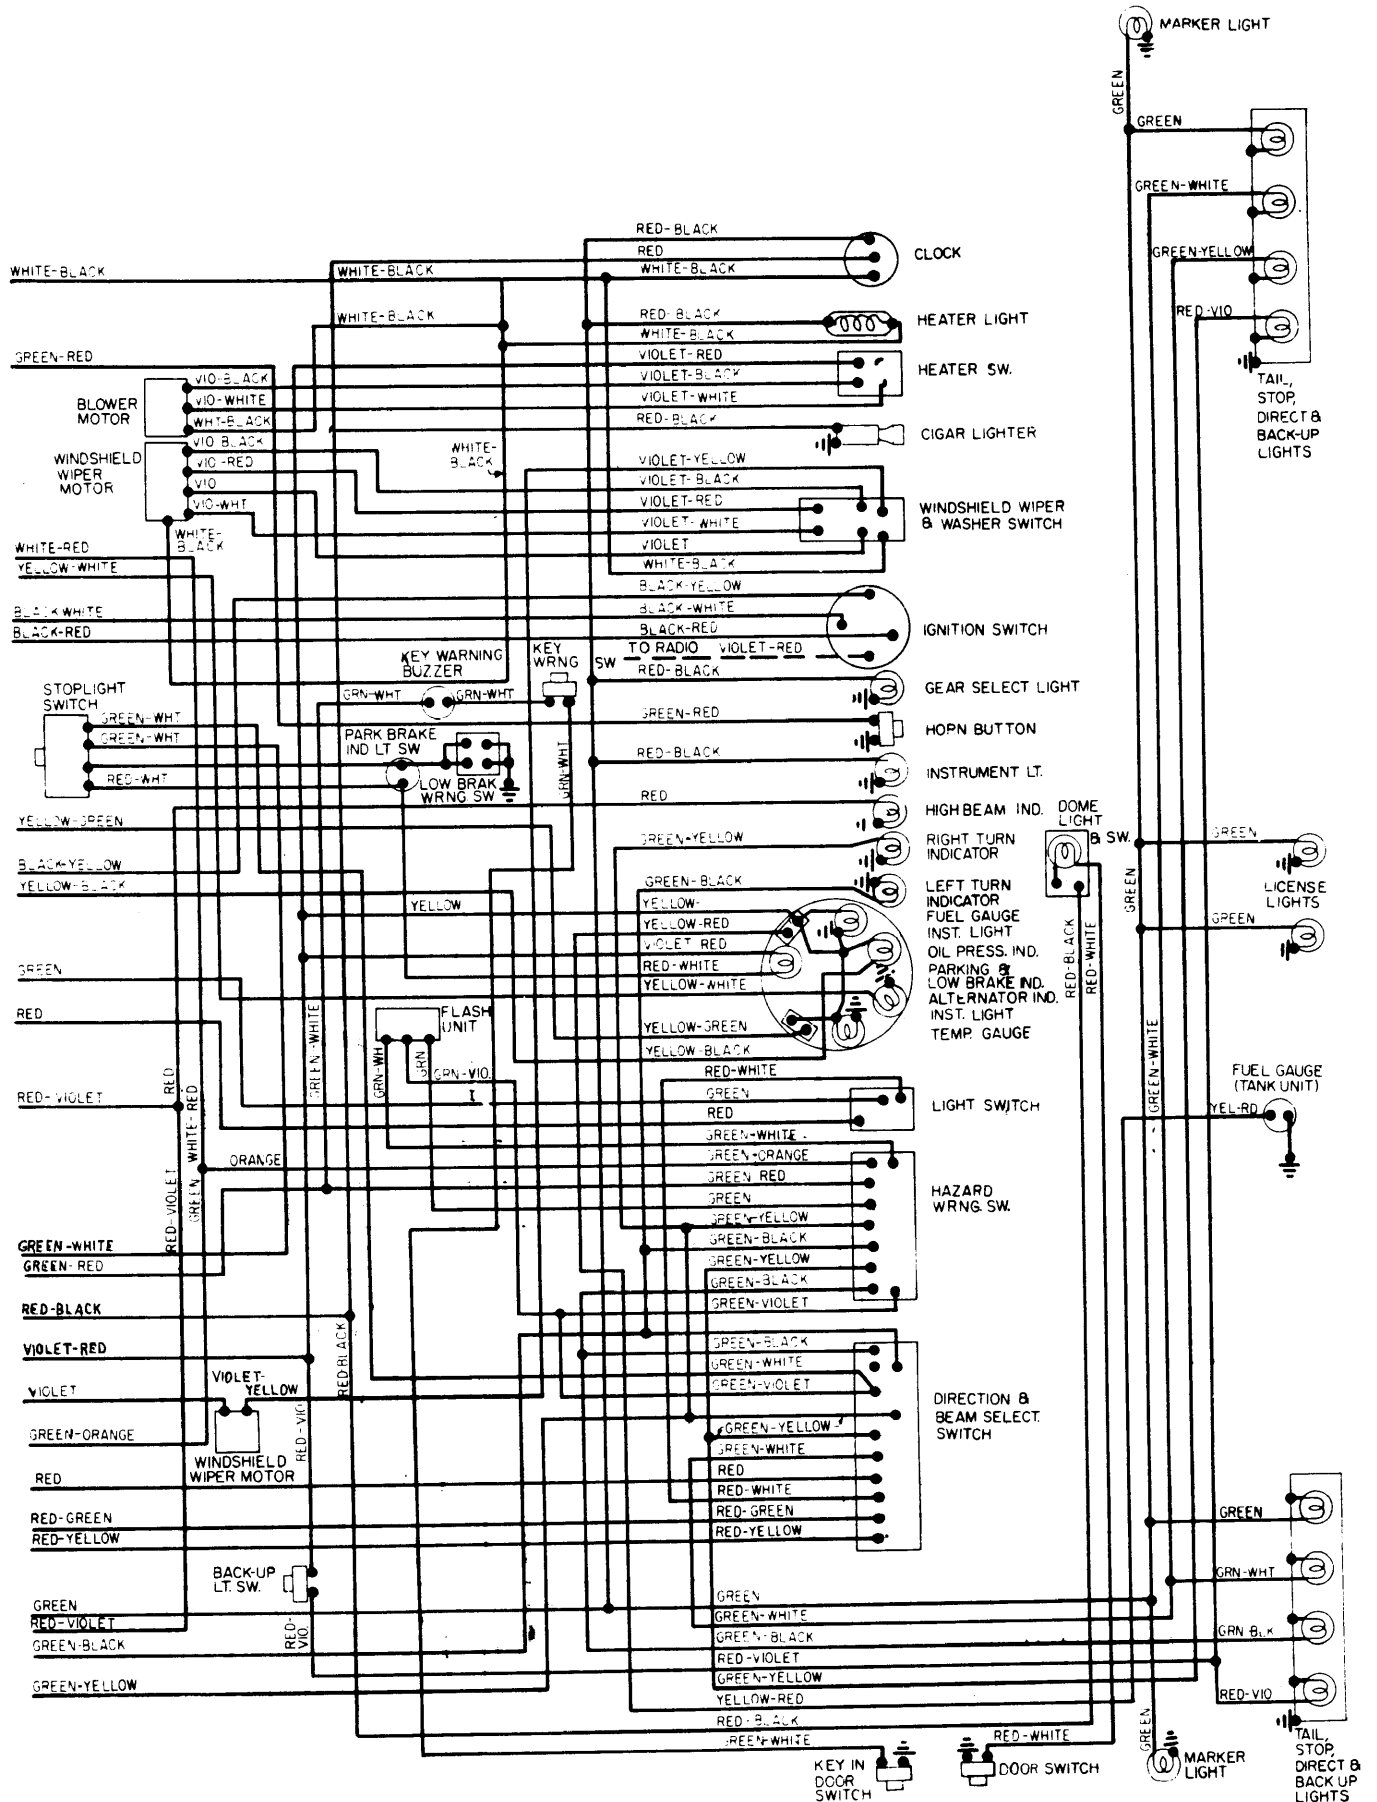 MARKER LIGHT
GREEN
GREEN
GREEN-WHITE
GREEN-YELLOW
RED-VIO
TAIL,
STOP,
DIRECT &
BACK-UP
LIGHTS
RED-BLACK
RED
WHITE-BLACK
CLOCK
WHITE-BLACK
WHITE-BLACK
WHITE-BLACK
RED-BLACK
WHITE-BLACK
HEATER LIGHT
GREEN-RED
VIOLET-RED
VIOLET-BLACK
VIOLET-WHITE
HEATER SW.
VIO-BLACK
VIO-WHITE
WHT-BLACK
BLOWER
MOTOR
RED-BLACK
CIGAR LIGHTER
VIO-BLACK
VIO-RED
VIO
VIO-WHT
WINDSHIELD
WIPER
MOTOR
WHITE-
BLACK
WHITE-
BLACK
VIOLET-YELLOW
VIOLET-BLACK
VIOLET-RED
VIOLET-WHITE
VIOLET
WHITE-BLACK
WINDSHIELD WIPER
& WASHER SWITCH
WHITE-RED
YELLOW-WHITE
BLACK WHITE
BLACK-RED
BLACK-YELLOW
BLACK-WHITE
BLACK-RED
TO RADIO VIOLET-RED
IGNITION SWITCH
KEY WARNING
BUZZER
KEY
WRNG SW
GRN-WHT
GRN-WHT
RED-BLACK
GEAR SELECT LIGHT
STOPLIGHT
SWITCH
GREEN-WHT
GREEN-WHT
RED-WHT
PARK BRAKE
IND LT SW
LOW BRAK
WRNG SW
GRN-WHT
GREEN-RED
HOPN BUTTON
RED-BLACK
INSTRUMENT LT.
RED
HIGH BEAM IND.
DOME
LIGHT
& SW.
GREEN-YELLOW
RIGHT TURN
INDICATOR
GREEN-BLACK
LEFT TURN
INDICATOR
YELLOW-GREEN
BLACK-YELLOW
YELLOW-BLACK
YELLOW
YELLOW-
YELLOW-RED
VIOLET RED
RED-WHITE
YELLOW-WHITE
YELLOW-GREEN
YELLOW-BLACK
FUEL GAUGE
INST. LIGHT
OIL PRESS. IND.
PARKING &
LOW BRAKE IND.
ALTERNATOR IND.
INST. LIGHT
TEMP. GAUGE
RED-BLACK
RED-WHITE
GREEN
GREEN
LICENSE
LIGHTS
GREEN
GREEN-WHITE
FUEL GAUGE
(TANK UNIT)
YEL-RD
GREEN
RED
RED-VIOLET
RED
GREEN-WHITE
FLASH
UNIT
GRN-WH
GRN
GRN-VIO.
RED-WHITE
GREEN
RED
LIGHT SWITCH
WHITE-RED
GREEN
RED-VIOLET
ORANGE
GREEN-WHITE
GREEN-ORANGE
GREEN RED
GREEN
GREEN-YELLOW
GREEN-BLACK
GREEN-YELLOW
GREEN-BLACK
GREEN-VIOLET
HAZARD
WRNG. SW.
GREEN-WHITE
GREEN-RED
RED-BLACK
VIOLET-RED
VIOLET
VIOLET-
YELLOW
GREEN-ORANGE
WINDSHIELD
WIPER MOTOR
RED BLACK
RED-VIO
GREEN-BLACK
GREEN-WHITE
GREEN-VIOLET
GREEN-YELLOW-
GREEN-WHITE
RED
RED-WHITE
RED-GREEN
RED-YELLOW
DIRECTION &
BEAM SELECT.
SWITCH
RED
RED-GREEN
RED-YELLOW
BACK-UP
LT. SW.
RED-
VIO.
GREEN
RED-VIOLET
GREEN-BLACK
GREEN-YELLOW
GREEN
GREEN-WHITE
GREEN-BLACK
RED-VIOLET
GREEN-YELLOW
YELLOW-RED
RED-BLACK
GREEN-WHITE
RED-WHITE
KEY IN
DOOR
SWITCH
DOOR SWITCH
GREEN
GRN-WHT
GRN-BLK
RED-VIO
GREEN
MARKER
LIGHT
TAIL,
STOP,
DIRECT &
BACK UP
LIGHTS